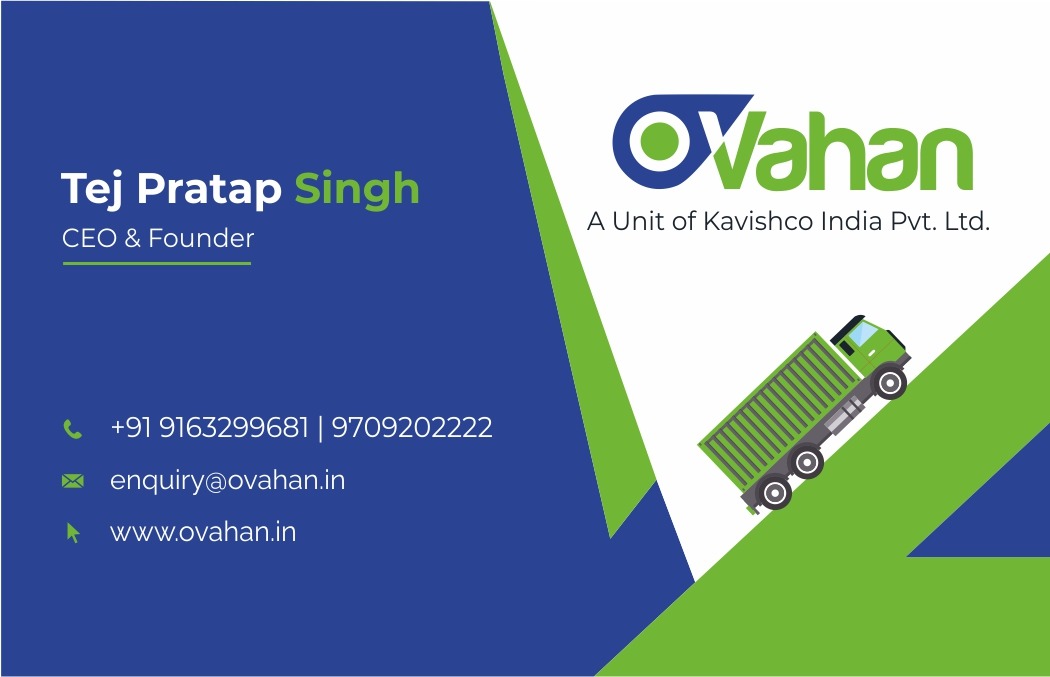 Tej Pratap Singh
CEO & Founder
+91 9163299681 | 9709202222
enquiry@ovahan.in
www.ovahan.in
OVahan
A Unit of Kavishco India Pvt. Ltd.